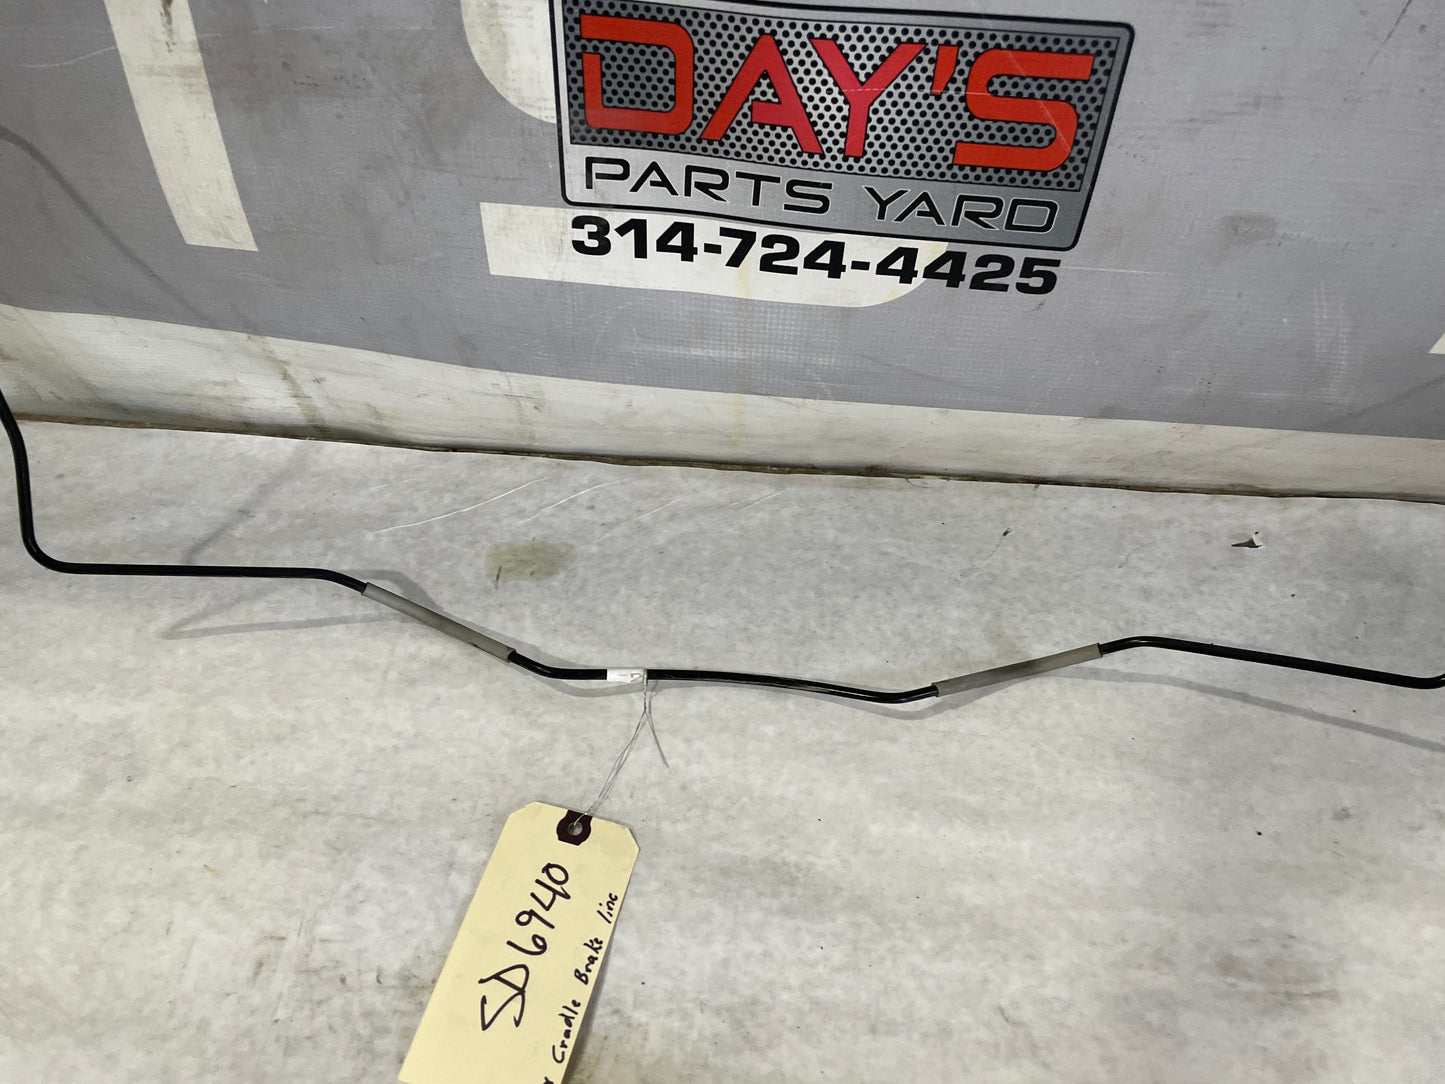 DAY'S
PARTS YARD
314-724-4425
SD6940
Cradle Brake line